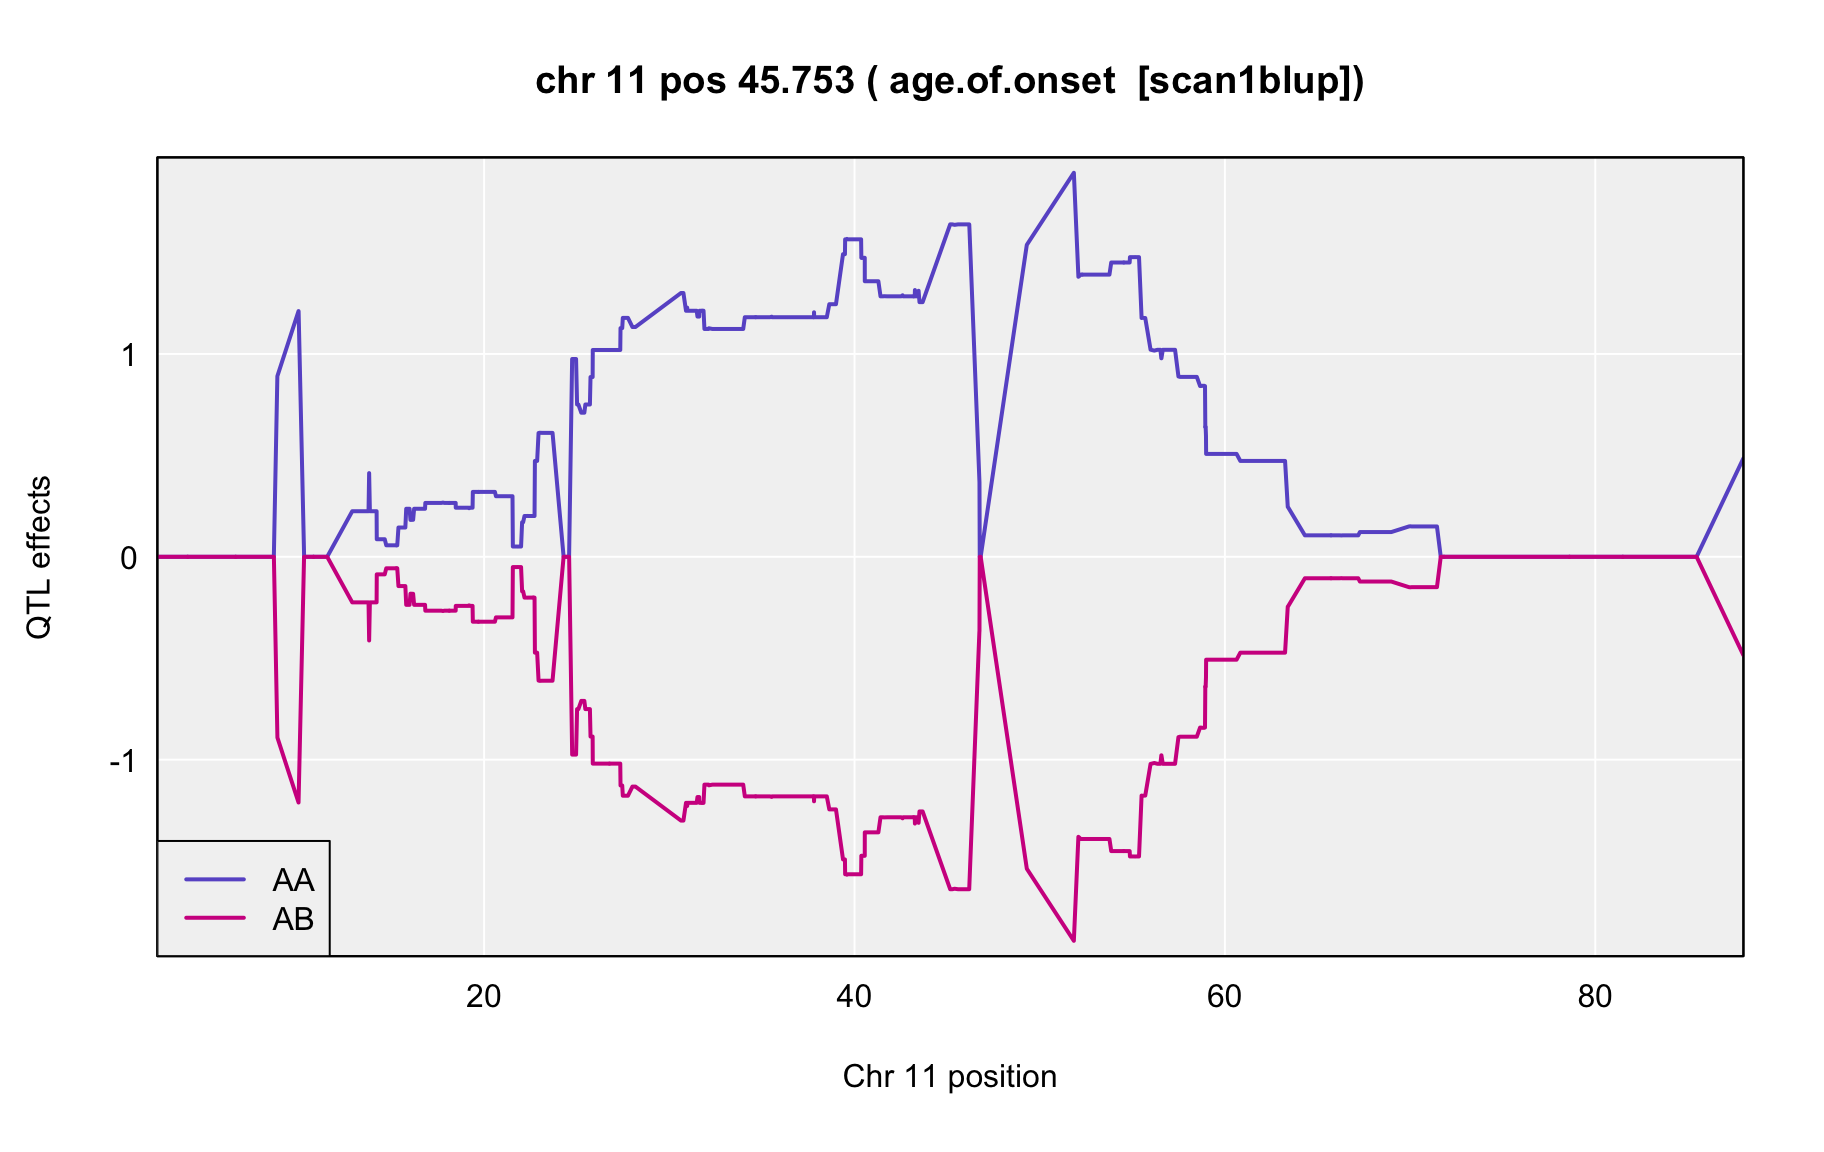 chr 11 pos 45.753 ( age.of.onset  [scan1blup])
QTL effects
1
0
-1
AA
AB
20 40 60 80
Chr 11 position